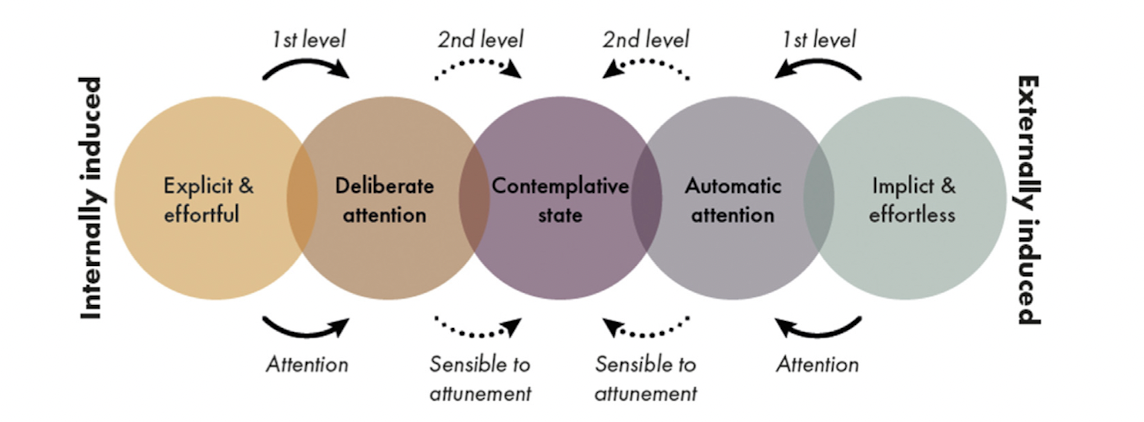 1st level
2nd level
2nd level
1st level
Internally induced
Explicit &
effortful
Deliberate
attention
Contemplative
state
Automatic
attention
Implict &
effortless
Externally induced
Attention
Sensible to
attunement
Sensible to
attunement
Attention